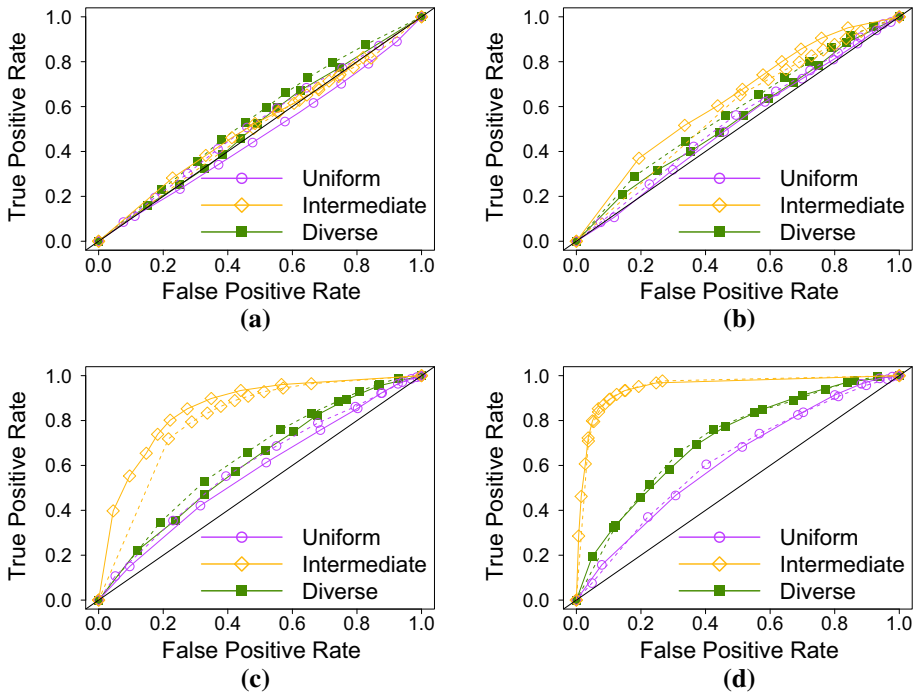 True Positive Rate
1.0
0.8
0.6
0.4
0.2
0.0
Uniform
Intermediate
Diverse
0.0 0.2 0.4 0.6 0.8 1.0
False Positive Rate
(a)
True Positive Rate
1.0
0.8
0.6
0.4
0.2
0.0
Uniform
Intermediate
Diverse
0.0 0.2 0.4 0.6 0.8 1.0
False Positive Rate
(b)
True Positive Rate
1.0
0.8
0.6
0.4
0.2
0.0
Uniform
Intermediate
Diverse
0.0 0.2 0.4 0.6 0.8 1.0
False Positive Rate
(c)
True Positive Rate
1.0
0.8
0.6
0.4
0.2
0.0
Uniform
Intermediate
Diverse
0.0 0.2 0.4 0.6 0.8 1.0
False Positive Rate
(d)